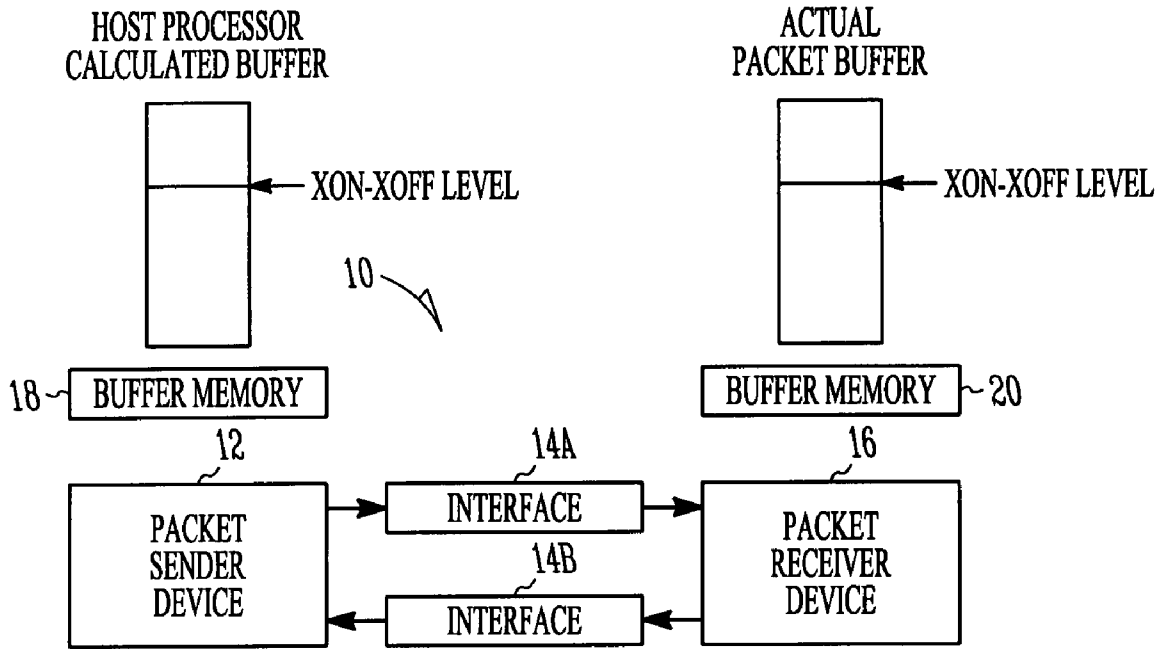 HOST PROCESSOR
CALCULATED BUFFER
ACTUAL
PACKET BUFFER
XON-XOFF LEVEL
XON-XOFF LEVEL
10
18
BUFFER MEMORY
BUFFER MEMORY
20
12
14A
16
PACKET
SENDER
DEVICE
INTERFACE
PACKET
RECEIVER
DEVICE
14B
INTERFACE